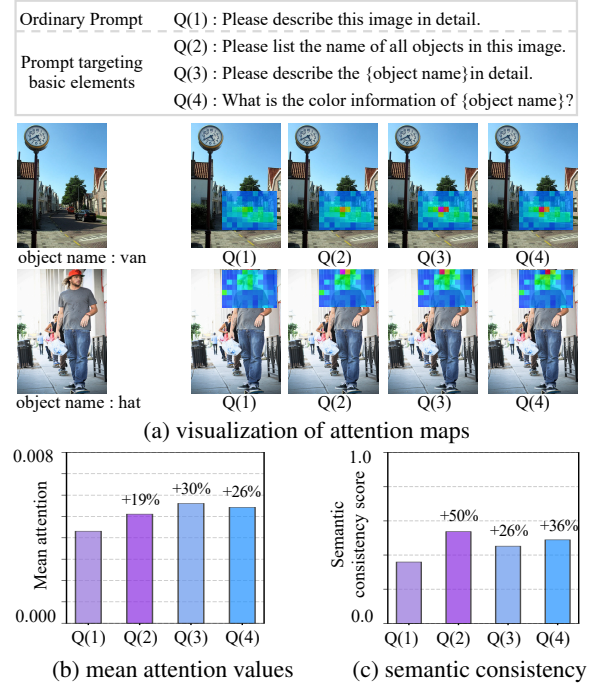 Ordinary Prompt Q(1) : Please describe this image in detail.
Prompt targeting basic elements
Q(2) : Please list the name of all objects in this image.
Q(3) : Please describe the {object name}in detail.
Q(4) : What is the color information of {object name}?
object name : van Q(1) Q(2) Q(3) Q(4)
object name : hat Q(1) Q(2) Q(3) Q(4)
(a) visualization of attention maps
0.008
Mean attention
0.000
+19%
+30%
+26%
Q(1) Q(2) Q(3) Q(4)
(b) mean attention values
1.0
Semantic
consistency score
0.0
+50%
+26%
+36%
Q(1) Q(2) Q(3) Q(4)
(c) semantic consistency